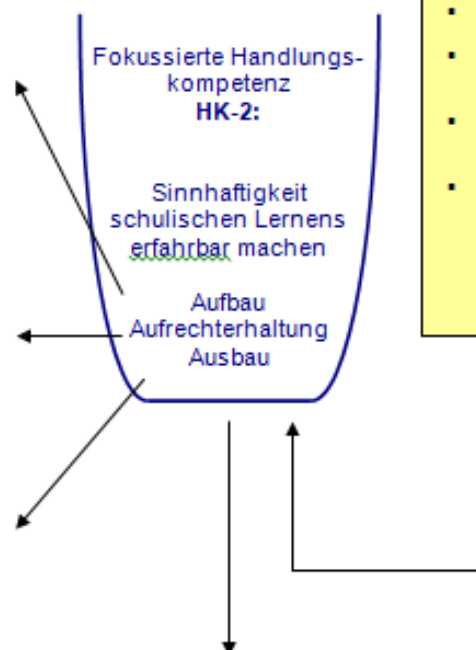 Fokussierte Handlungs-
kompetenz
HK-2:
Sinnhaftigkeit
schulischen Lernens
erfahrbar machen
Aufbau
Aufrechterhaltung
Ausbau